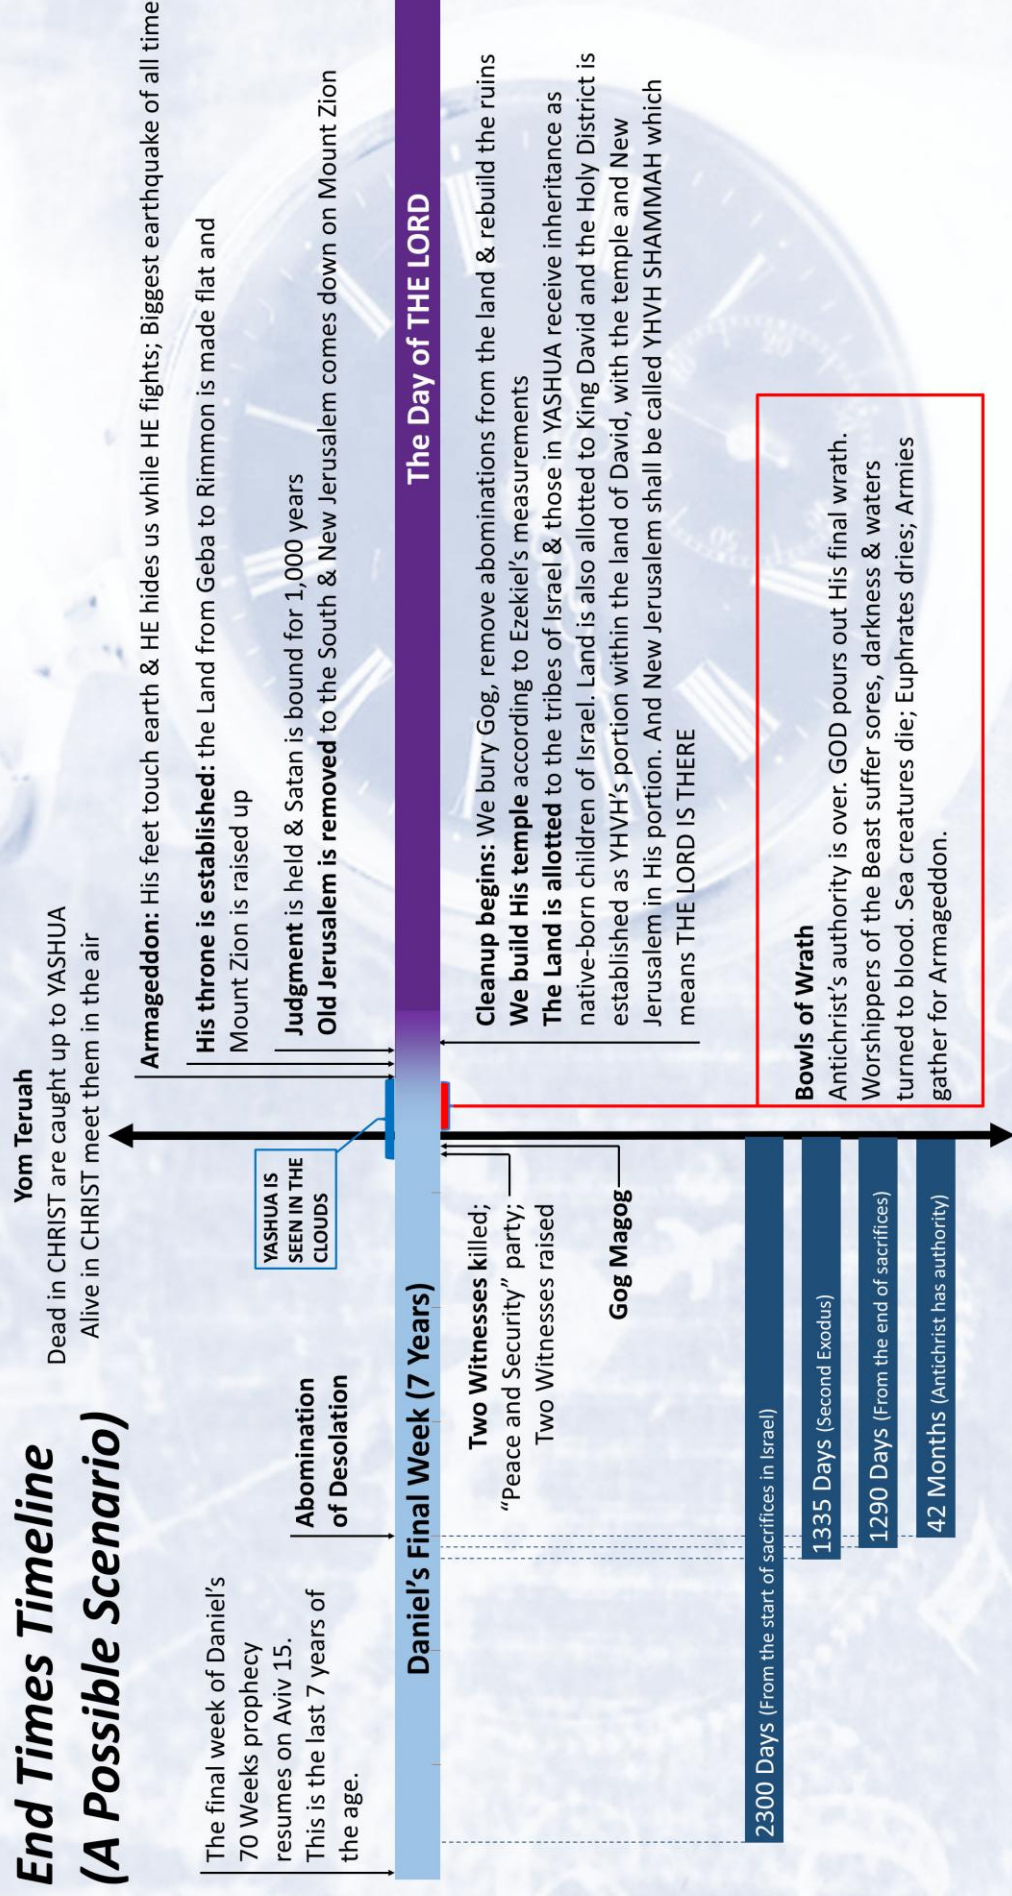 End Times Timeline
(A Possible Scenario)
Yom Teruah
Dead in CHRIST are caught up to YASHUA
Alive in CHRIST meet them in the air
The final week of Daniel’s
70 Weeks prophecy
resumes on Aviv 15.
This is the last 7 years of
the age.
Abomination
of Desolation
YASHUA IS
SEEN IN THE
CLOUDS
Armageddon: His feet touch earth & HE hides us while HE fights; Biggest earthquake of all time
His throne is established: the Land from Geba to Rimmon is made flat and
Mount Zion is raised up
Judgment is held & Satan is bound for 1,000 years
Old Jerusalem is removed to the South & New Jerusalem comes down on Mount Zion
Daniel’s Final Week (7 Years)
The Day of THE LORD
Two Witnesses killed;
“Peace and Security” party;
Two Witnesses raised
Gog Magog
Cleanup begins: We bury Gog, remove abominations from the land & rebuild the ruins
We build His temple according to Ezekiel’s measurements
The Land is allotted to the tribes of Israel & those in YASHUA receive inheritance as
native-born children of Israel. Land is also allotted to King David and the Holy District is
established as YHVH’s portion within the land of David, with the temple and New
Jerusalem in His portion. And New Jerusalem shall be called YHVH SHAMMAH which
means THE LORD IS THERE
2300 Days (From the start of sacrifices in Israel)
1335 Days (Second Exodus)
1290 Days (From the end of sacrifices)
42 Months (Antichrist has authority)
Bowls of Wrath
Antichrist’s authority is over. GOD pours out His final wrath.
Worshippers of the Beast suffer sores, darkness & waters
turned to blood. Sea creatures die; Euphrates dries; Armies
gather for Armageddon.